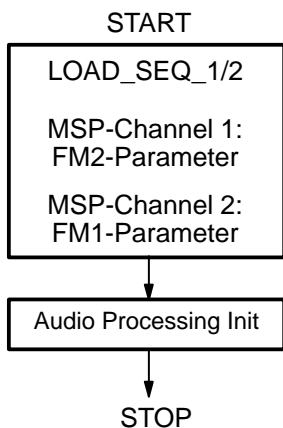 START
LOAD_SEQ_1/2
MSP-Channel 1:
FM2-Parameter
MSP-Channel 2:
FM1-Parameter
Audio Processing Init
STOP